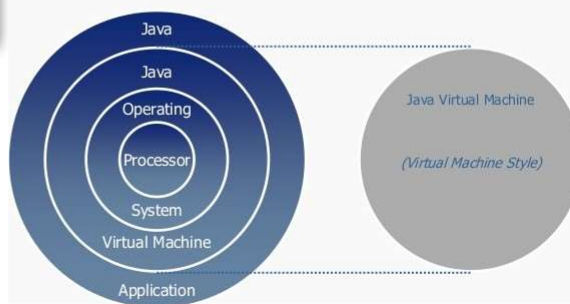 Java
Java
Operating
Processor
System
Virtual Machine
Application
Java Virtual Machine
(Virtual Machine Style)